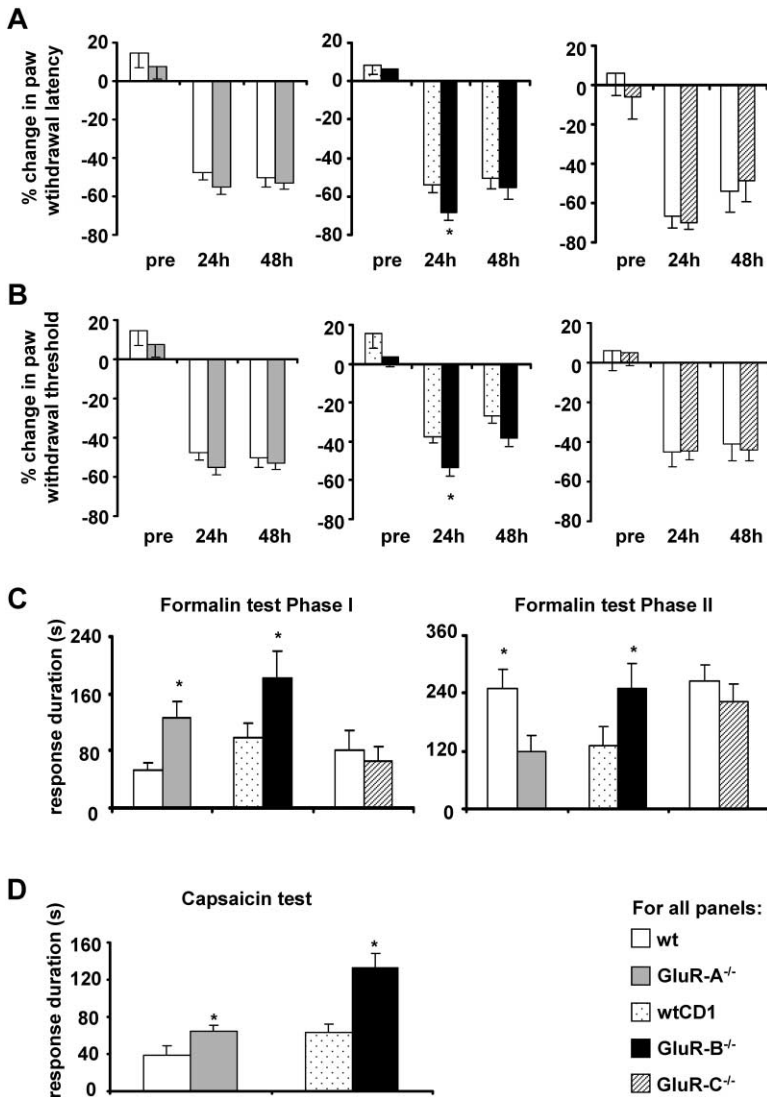 A
% change in paw
wtihdrawal latency
20
0
-20
-40
-60
-80
pre 24h 48h
20
0
-20
-40
-60
-80
*
pre 24h 48h
20
0
-20
-40
-60
-80
pre 24h 48h
B
% change in paw
withdrawal threshold
20
0
-20
-40
-60
-80
pre 24h 48h
20
0
-20
-40
-60
-80
*
pre 24h 48h
20
0
-20
-40
-60
-80
pre 24h 48h
C
Formalin test Phase I
response duration (s)
240
160
80
0
* *
Formalin test Phase II
360
240
120
0
* *
D
Capsaicin test
response duration (s)
160
120
80
40
0
* *
For all panels:
wt
GluR-A-/-
wtCD1
GluR-B-/-
GluR-C-/-